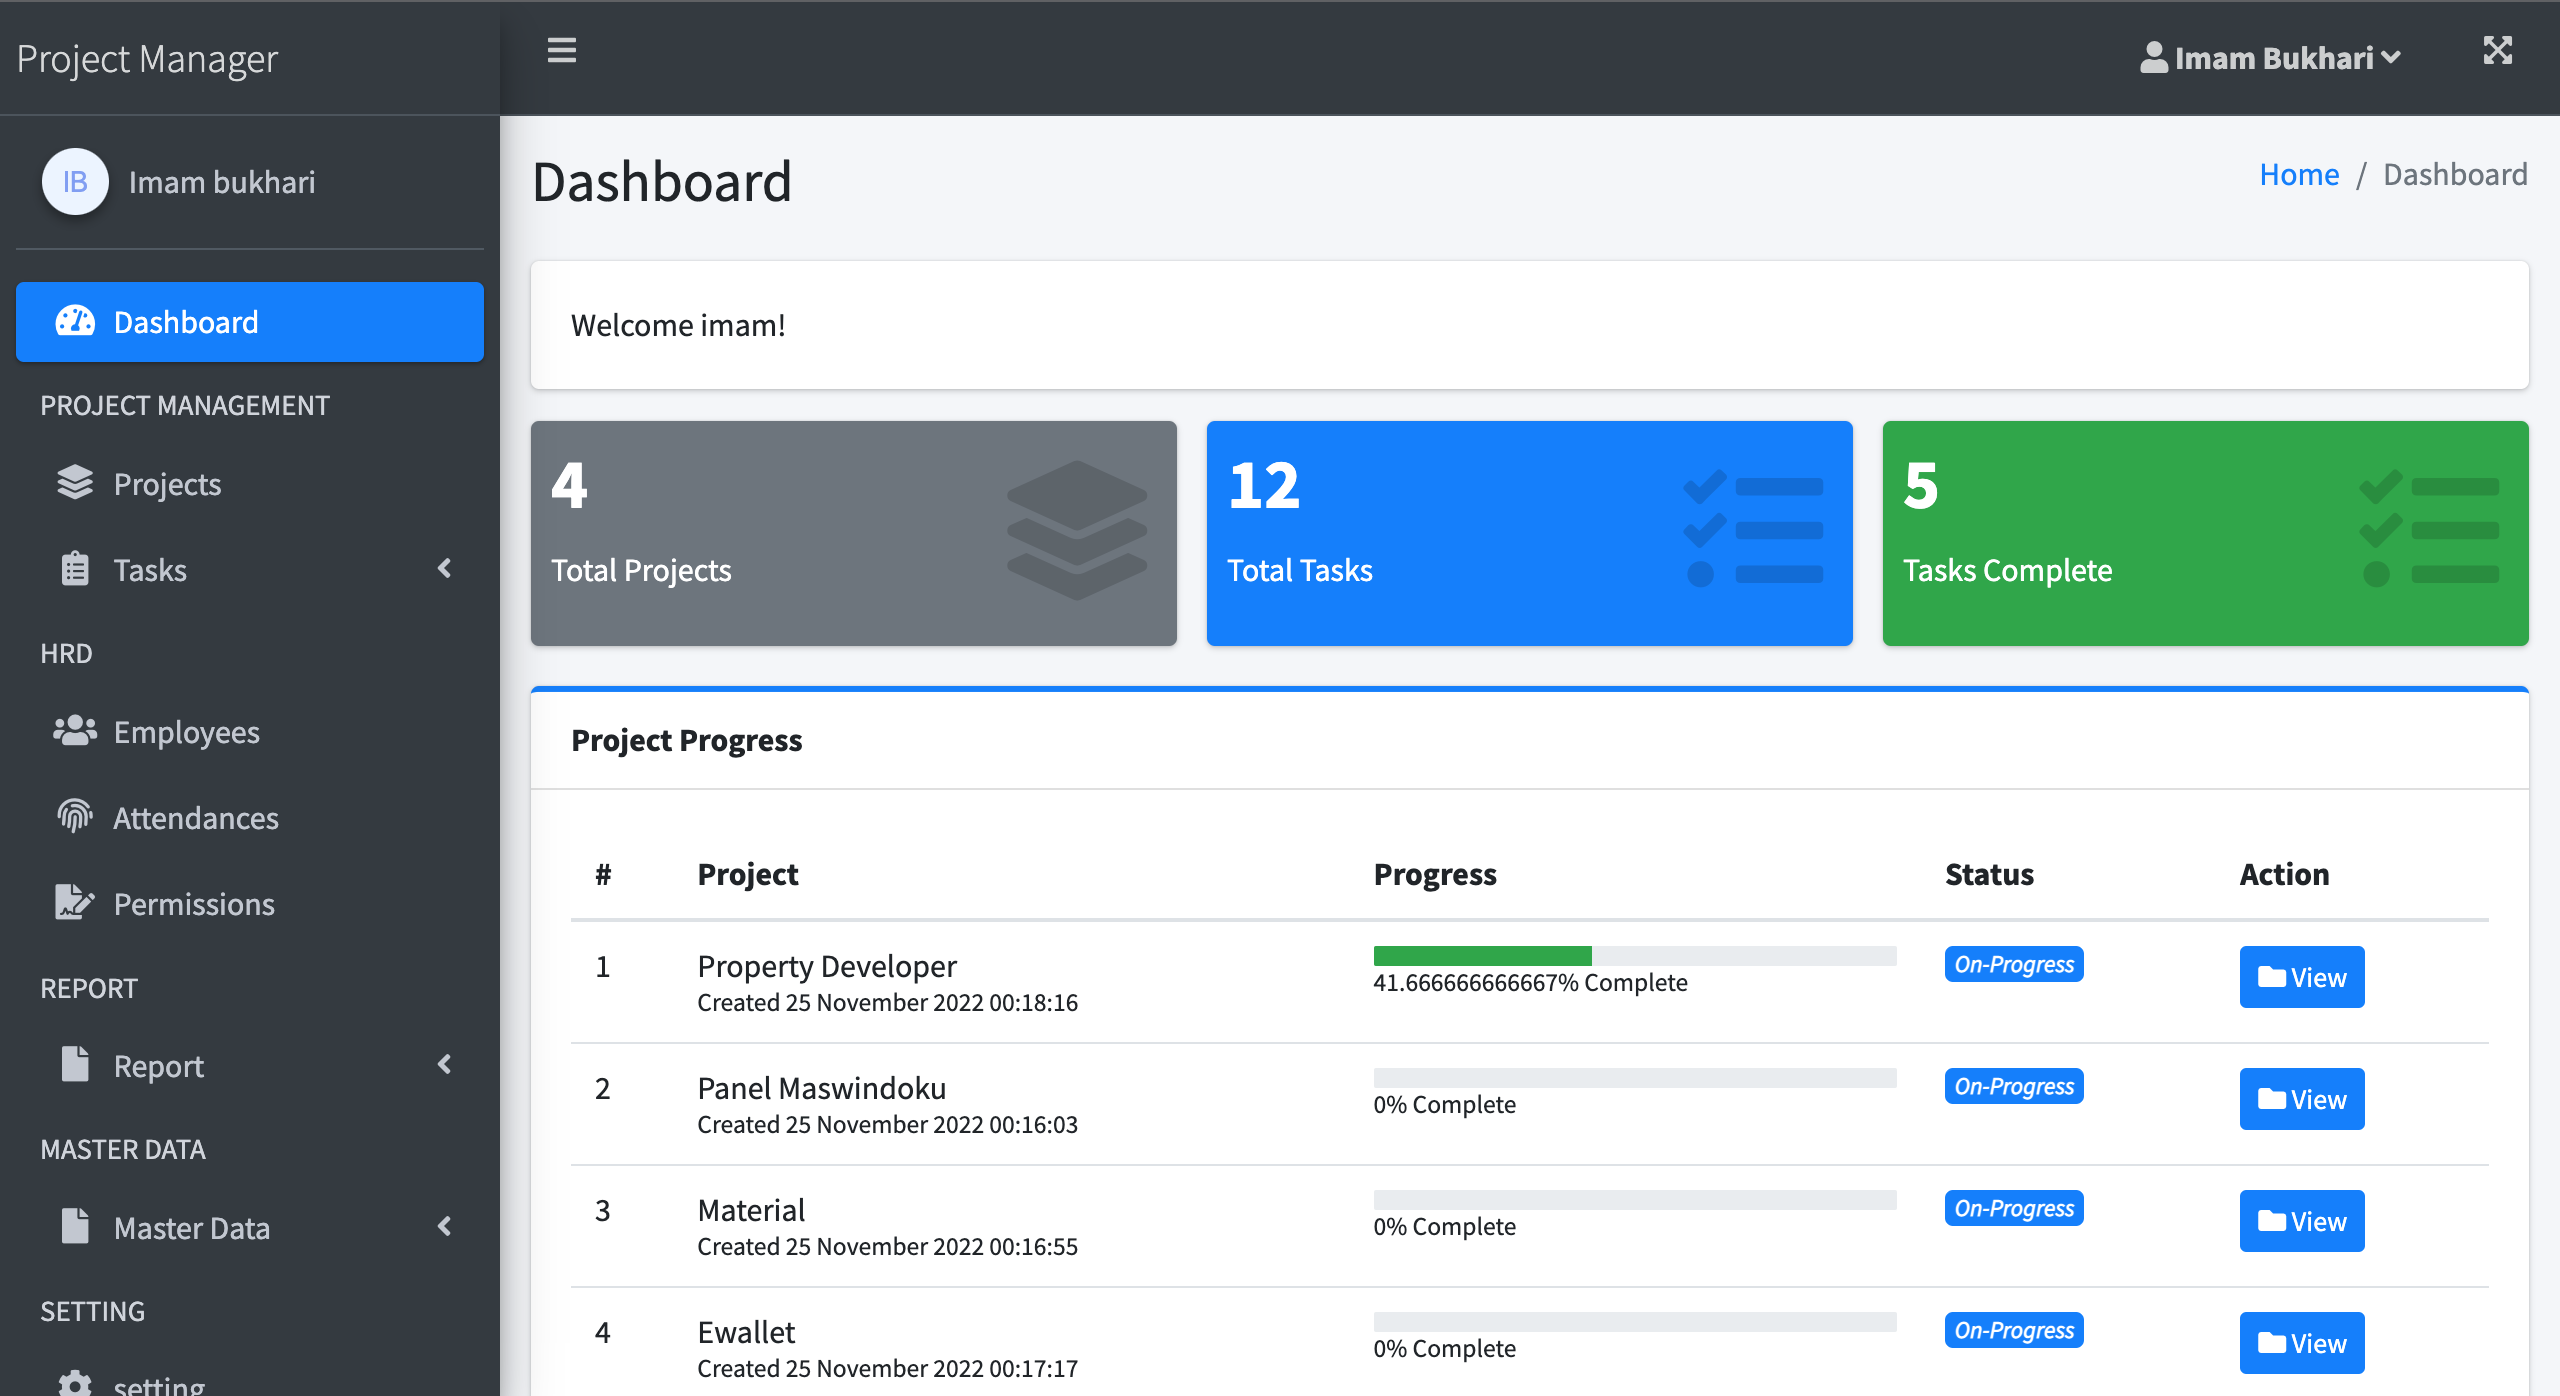 Project Manager
Imam Bukhari
IB Imam bukhari
Dashboard
PROJECT MANAGEMENT
Projects
Tasks
HRD
Employees
Attendances
Permissions
REPORT
Report
MASTER DATA
Master Data
SETTING
setting
Dashboard
Home / Dashboard
Welcome imam!
4
Total Projects
12
Total Tasks
5
Tasks Complete
Project Progress
# Project Progress Status Action
1 Property Developer 41.666666666667% Complete On-Progress View
Created 25 November 2022 00:18:16
2 Panel Maswindoku 0% Complete On-Progress View
Created 25 November 2022 00:16:03
3 Material 0% Complete On-Progress View
Created 25 November 2022 00:16:55
4 Ewallet 0% Complete On-Progress View
Created 25 November 2022 00:17:17